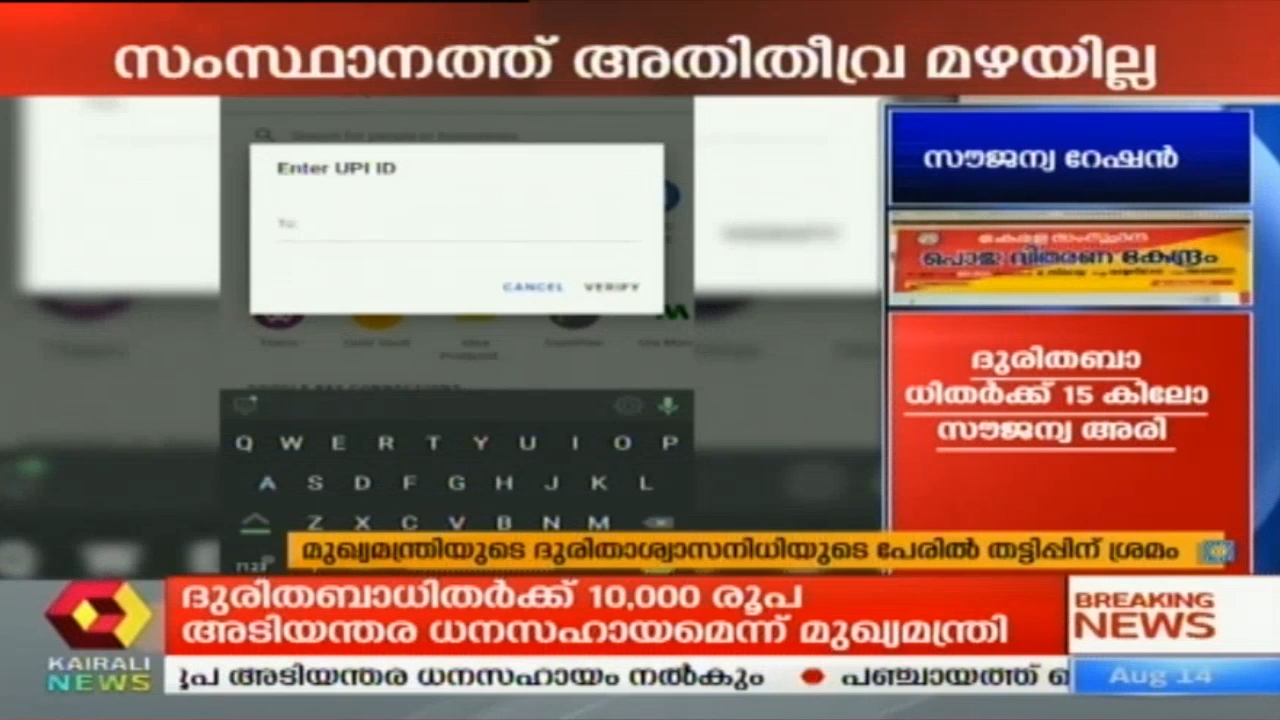 സംസ്ഥാനത്ത് അതിതീവ്ര മഴയില്ല
Enter UPI ID
To:
CANCEL VERIFY
Q W E R T Y U I O P
A S D F G H J K L
Z X C V B N M
സൗജന്യ റേഷൻ
കേരള സംസ്ഥാന
പൊതു വിതരണ കേന്ദ്രം
ദുരിതബാ
ധിതർക്ക് 15 കിലോ
സൗജന്യ അരി
മുഖ്യമന്ത്രിയുടെ ദുരിതാശ്വാസനിധിയുടെ പേരിൽ തട്ടിപ്പിന് ശ്രമം
ദുരിതബാധിതർക്ക് 10,000 രൂപ
അടിയന്തര ധനസഹായമെന്ന് മുഖ്യമന്ത്രി
BREAKING
NEWS
KAIRALI
NEWS
അടിയന്തര ധനസഹായം നൽകും ● പഞ്ചായത്ത്
Aug 14